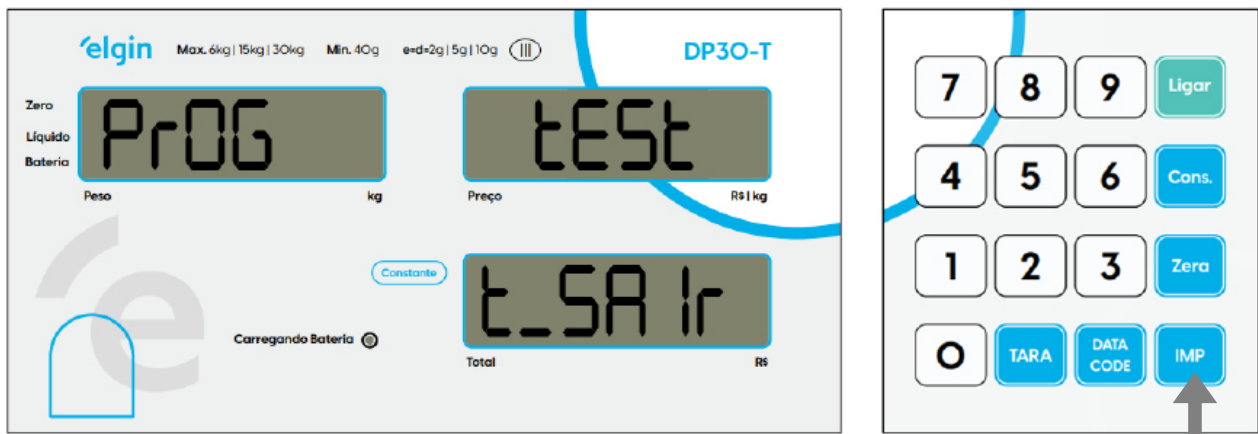 elgin Max. 6kg | 15kg | 30kg Min. 40g e=d=2g | 5g | 10g III DP30-T
Zero
Líquido
Bateria
PrOG
tESt
Peso kg
Preço R$ | kg
Constante
t_SAIr
Carregando Bateria
Total R$
7 8 9 Ligar
4 5 6 Cons.
1 2 3 Zera
0 TARA DATA CODE IMP